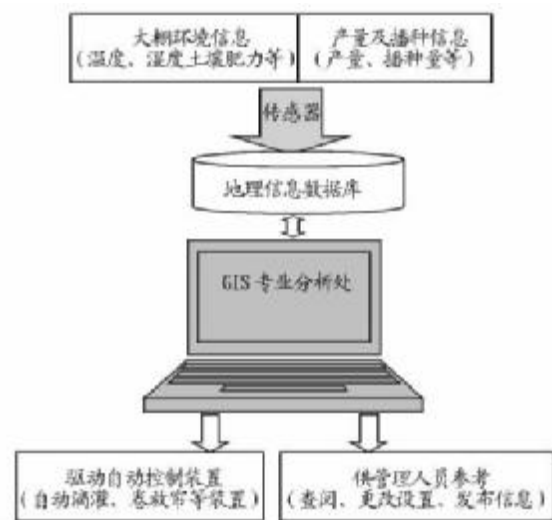 大棚环境信息
(温度、湿度土壤肥力等)
产量及播种信息
(产量、播种量等)
传感器
地理信息数据库
GIS专业分析处
驱动自动控制装置
(自动滴灌、卷放帘等装置)
供管理人员参考
(查阅、更改设置、发布信息)